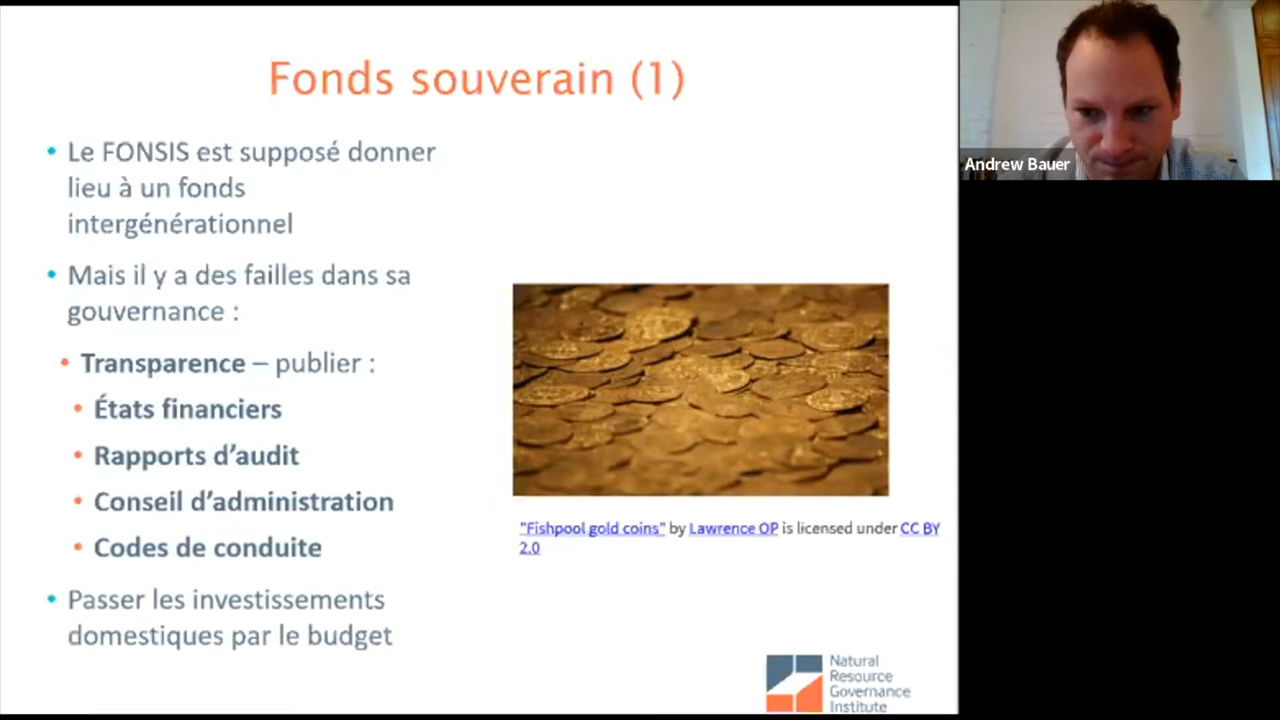 Fonds souverain (1)
• Le FONSIS est supposé donner
lieu à un fonds
intergénérationnel
• Mais il y a des failles dans sa
gouvernance :
• Transparence – publier :
• États financiers
• Rapports d’audit
• Conseil d’administration
• Codes de conduite
• Passer les investissements
domestiques par le budget
"Fishpool gold coins" by Lawrence OP is licensed under CC BY
2.0
Natural
Resource
Governance
Institute
Andrew Bauer